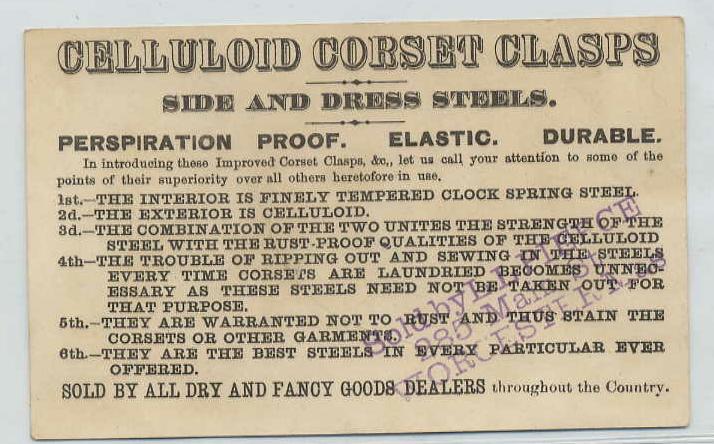 CELLULOID CORSET CLASPS
SIDE AND DRESS STEELS.
PERSPIRATION PROOF. ELASTIC. DURABLE.
In introducing these Improved Corset Clasps, &c., let us call your attention to some of the
points of their superiority over all others heretofore in use.
1st.—THE INTERIOR IS FINELY TEMPERED CLOCK SPRING STEEL.
2d.—THE EXTERIOR IS CELLULOID.
3d.—THE COMBINATION OF THE TWO UNITES THE STRENGTH OF THE
STEEL WITH THE RUST-PROOF QUALITIES OF THE CELLULOID
4th—THE TROUBLE OF RIPPING OUT AND SEWING IN THE STEELS
EVERY TIME CORSETS ARE LAUNDRIED BECOMES UNNEC-
ESSARY AS THESE STEELS NEED NOT BE TAKEN OUT FOR
THAT PURPOSE.
5th.—THEY ARE WARRANTED NOT TO RUST AND THUS STAIN THE
CORSETS OR OTHER GARMENTS.
6th.—THEY ARE THE BEST STEELS IN EVERY PARTICULAR EVER
OFFERED.
SOLD BY ALL DRY AND FANCY GOODS DEALERS throughout the Country.
Sold by PIERCE
285 Main St
WORCESTER